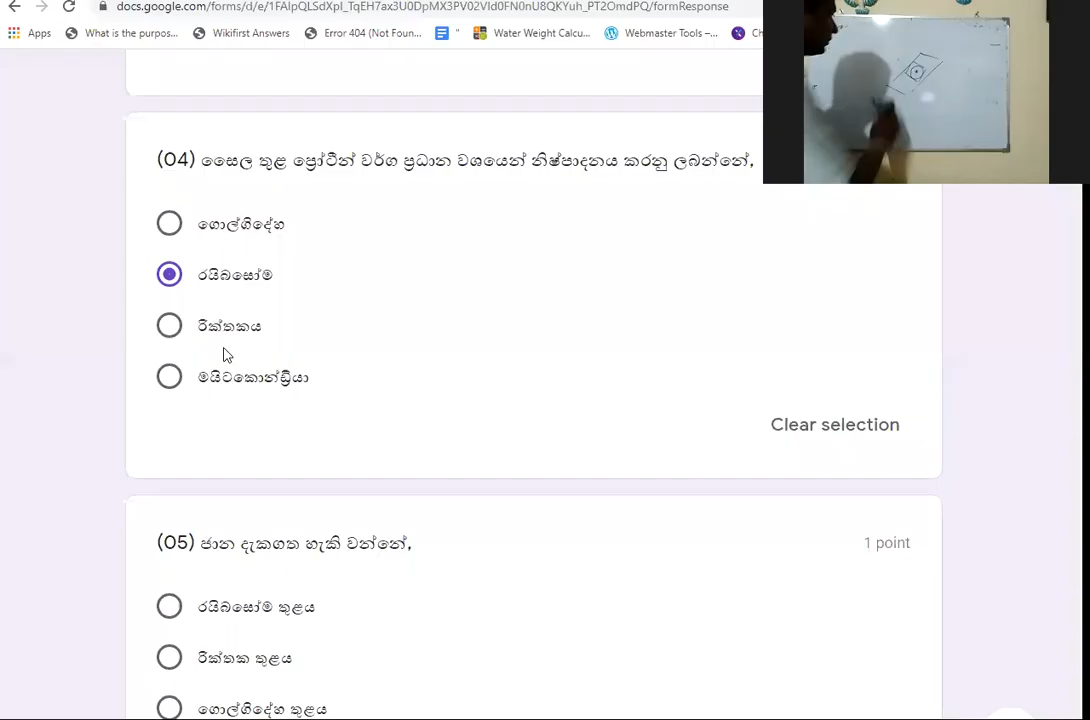 docs.google.com/forms/d/e/1FAIpQLSdXpl_TqEH7ax3U0DpMX3PV02VId0FN0nU8QKYuh_PT2OmdPQ/formResponse
Apps What is the purpos... Wikifirst Answers Error 404 (Not Foun... " Water Weight Calcu... Webmaster Tools –... Ch
(04) සෛල තුළ ප්‍රෝටීන් වර්ග ප්‍රධාන වශයෙන් නිෂ්පාදනය කරනු ලබන්නේ,
ගොල්ගිදේහ
රයිබසෝම
රික්තකය
මයිටකොන්ඩ්‍රියා
Clear selection
(05) ජාන දැකගත හැකි වන්නේ,
1 point
රයිබසෝම තුළය
රික්තක තුළය
ගොල්ගිදේහ තුළය